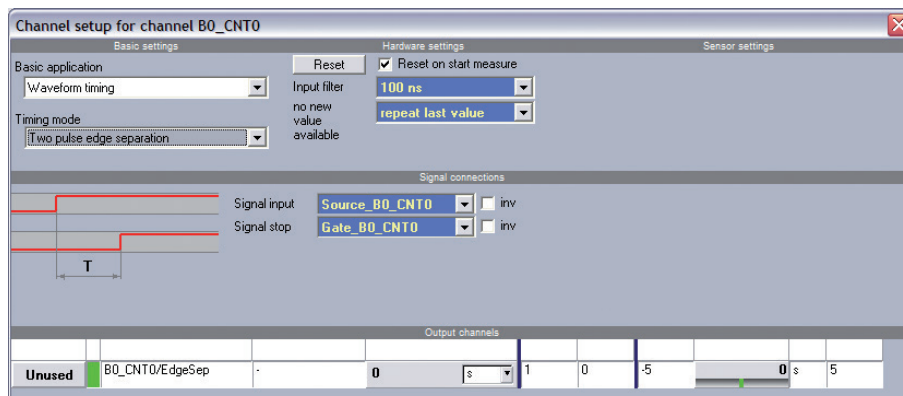 Channel setup for channel B0_CNT0
Basic settings
Hardware settings
Sensor settings
Basic application
Waveform timing
Timing mode
Two pulse edge separation
Reset
Reset on start measure
Input filter
100 ns
no new value available
repeat last value
Signal connections
Signal input
Source_B0_CNT0
inv
Signal stop
Gate_B0_CNT0
inv
T
Output channels
Unused B0_CNT0/EdgeSep - 0 s 1 0 -5 0 s 5